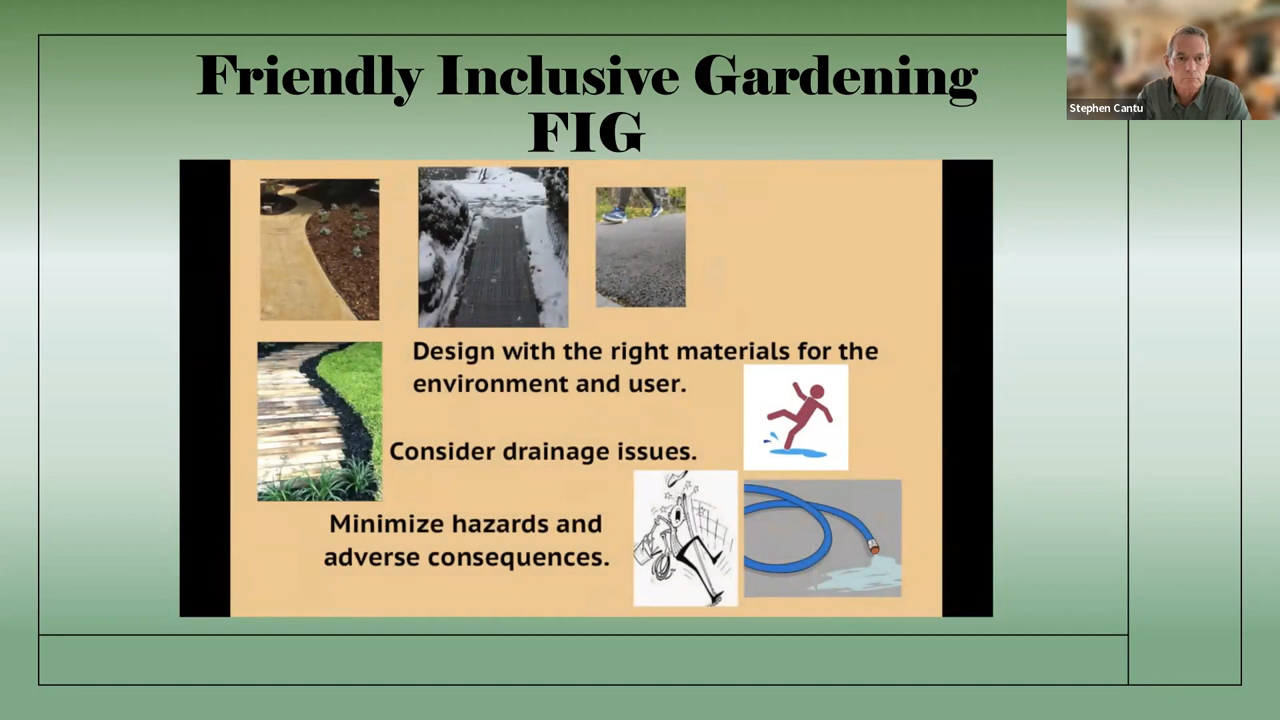 Friendly Inclusive Gardening
FIG
Stephen Cantu
Design with the right materials for the
environment and user.
Consider drainage issues.
Minimize hazards and
adverse consequences.